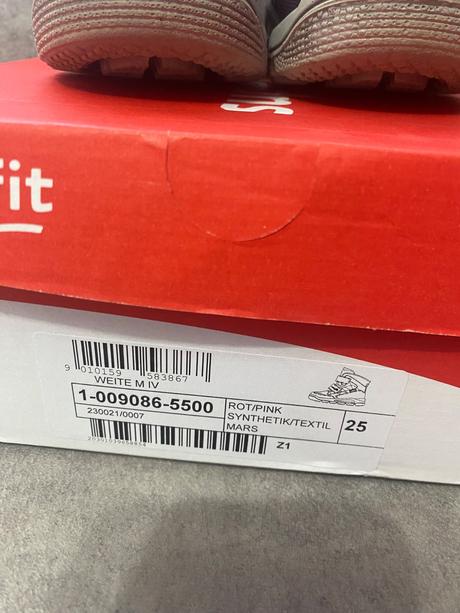 fit
9 010159 583867
WEITE M IV
1-009086-5500
230021/0007
ROT/PINK
SYNTHETIK/TEXTIL
MARS
25
Z1